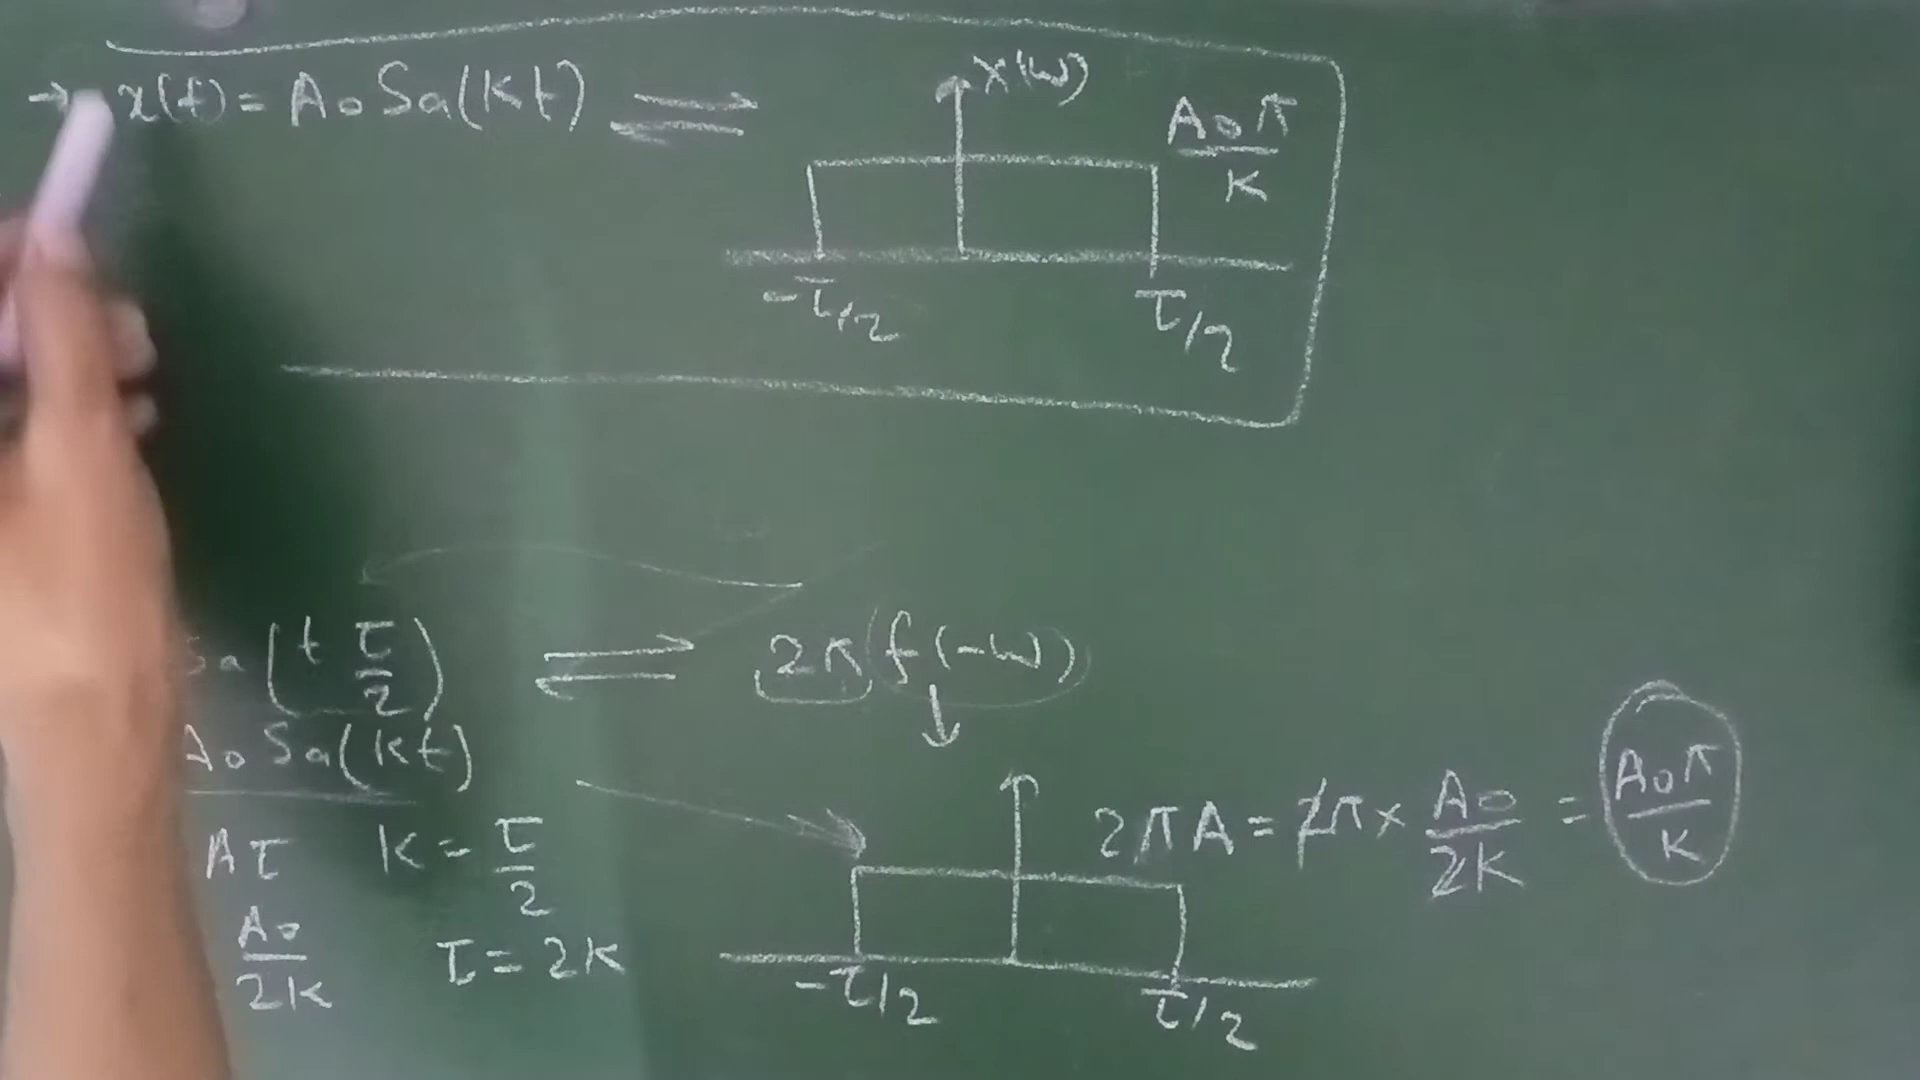 → x(t) = A₀ Sa(kt) ⇌ X(ω)
A₀π/K
-τ/2 τ/2
Sa(t τ/2) ⇌ 2π f(-ω)
A₀ Sa(kt)
Aτ K = τ/2 2πA = 2π × A₀/2K = A₀π/K
A₀/2K τ = 2K
-τ/2 τ/2